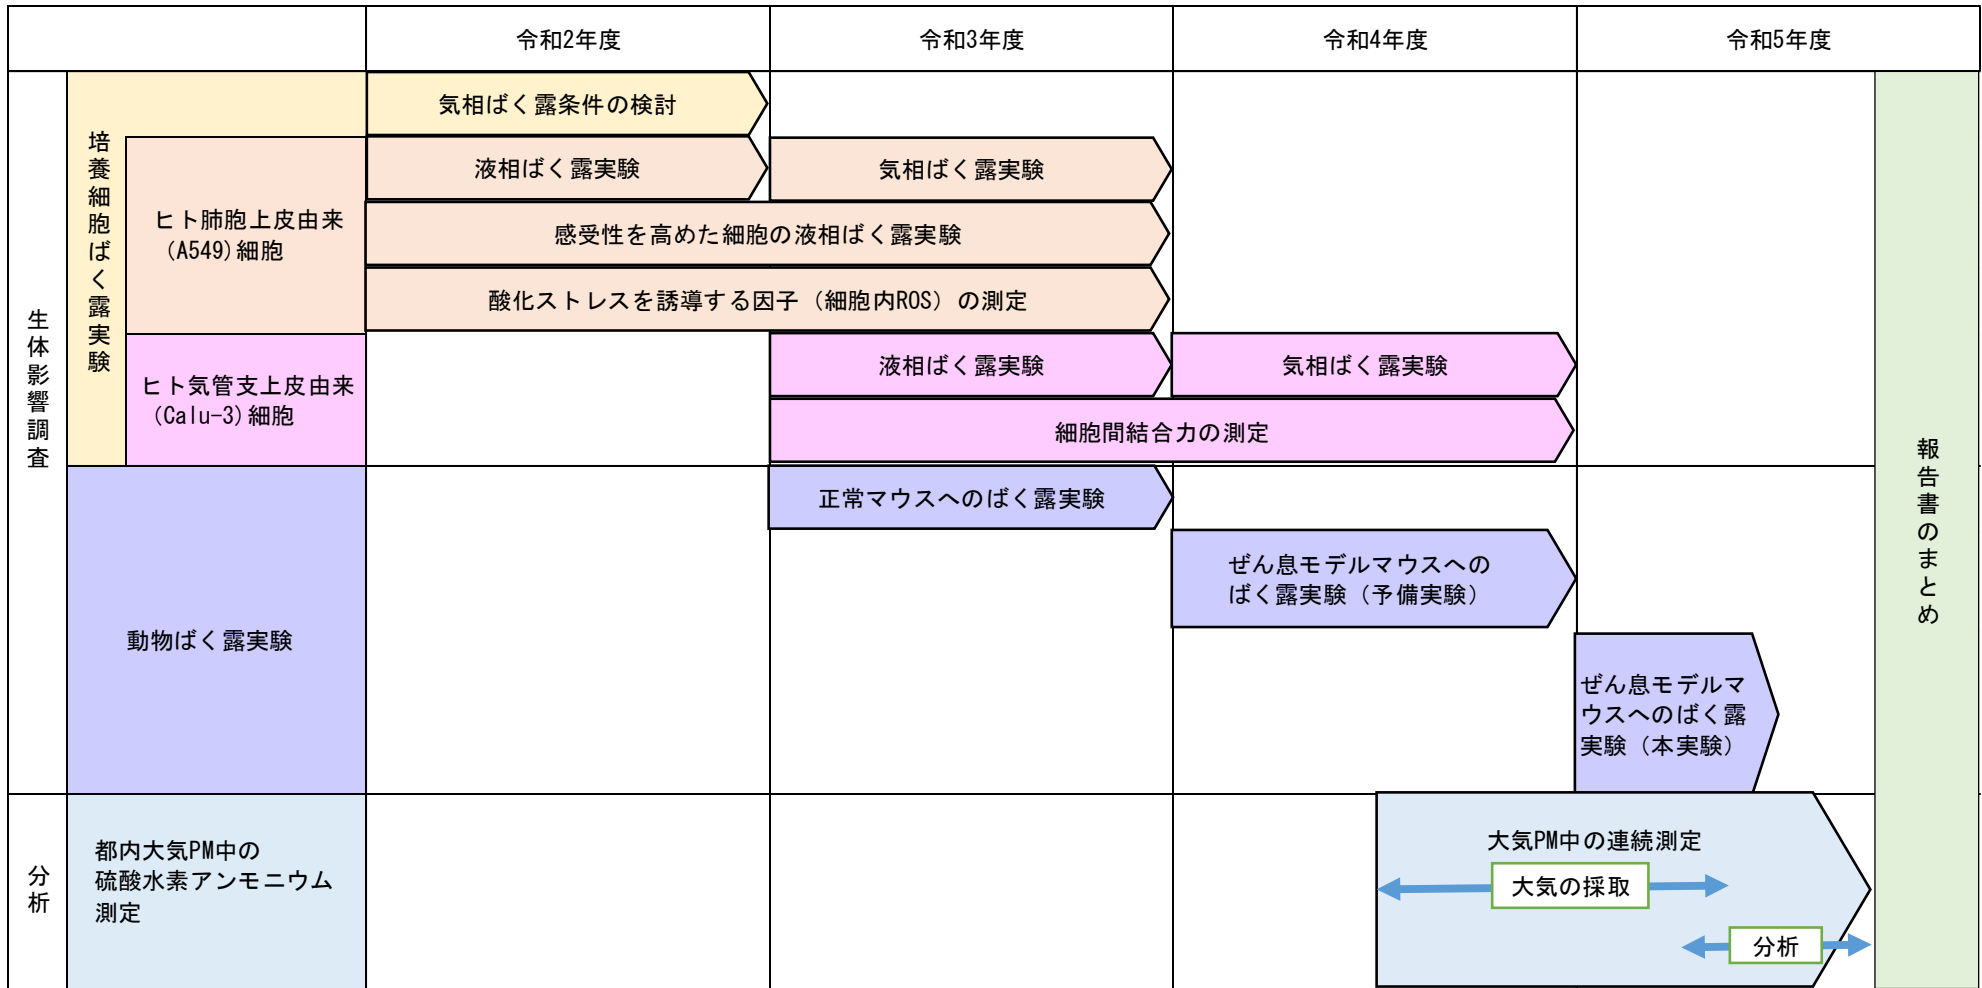 令和2年度
令和3年度
令和4年度
令和5年度
生体影響調査
培養細胞ばく露実験
気相ばく露条件の検討
ヒト肺胞上皮由来
(A549)細胞
液相ばく露実験
気相ばく露実験
感受性を高めた細胞の液相ばく露実験
酸化ストレスを誘導する因子（細胞内ROS）の測定
ヒト気管支上皮由来
(Calu-3)細胞
液相ばく露実験
気相ばく露実験
細胞間結合力の測定
動物ばく露実験
正常マウスへのばく露実験
ぜん息モデルマウスへの
ばく露実験（予備実験）
ぜん息モデルマ
ウスへのばく露
実験（本実験）
分析
都内大気PM中の
硫酸水素アンモニウム
測定
大気PM中の連続測定
大気の採取
分析
報告書のまとめ